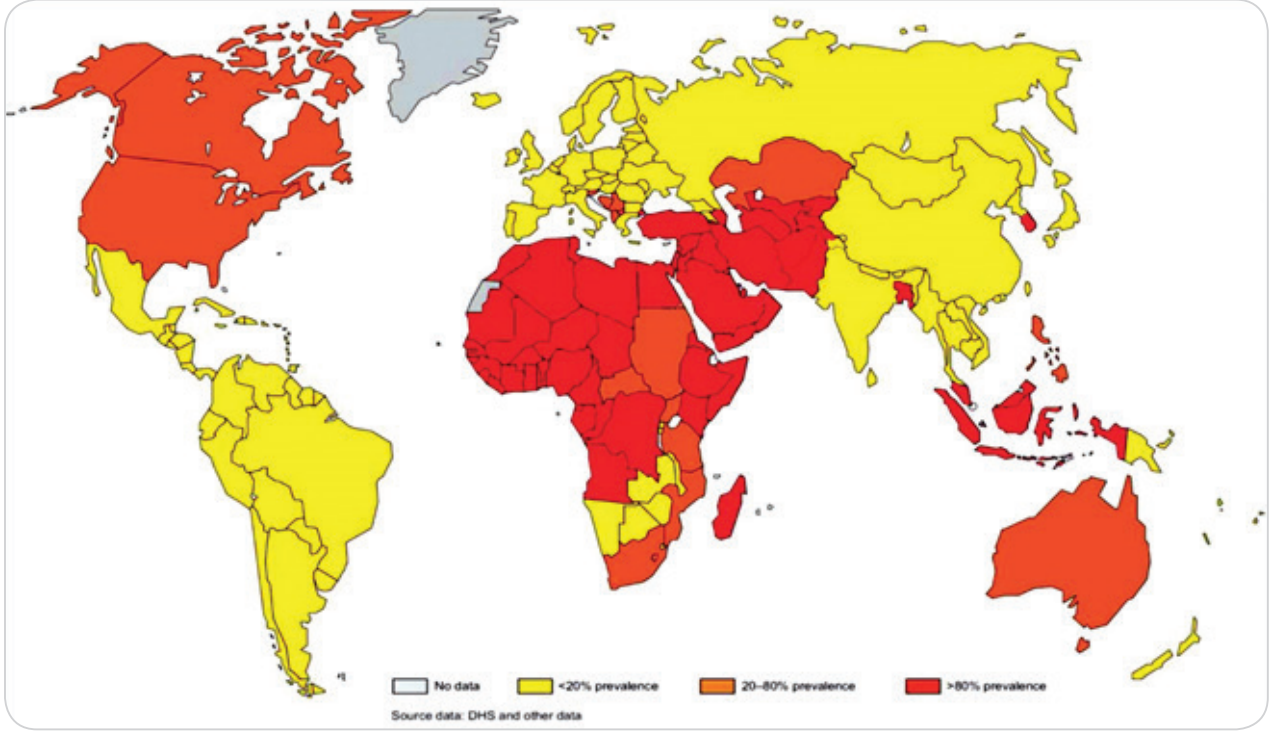 No data <20% prevalence 20–80% prevalence >80% prevalence
Source data: DHS and other data